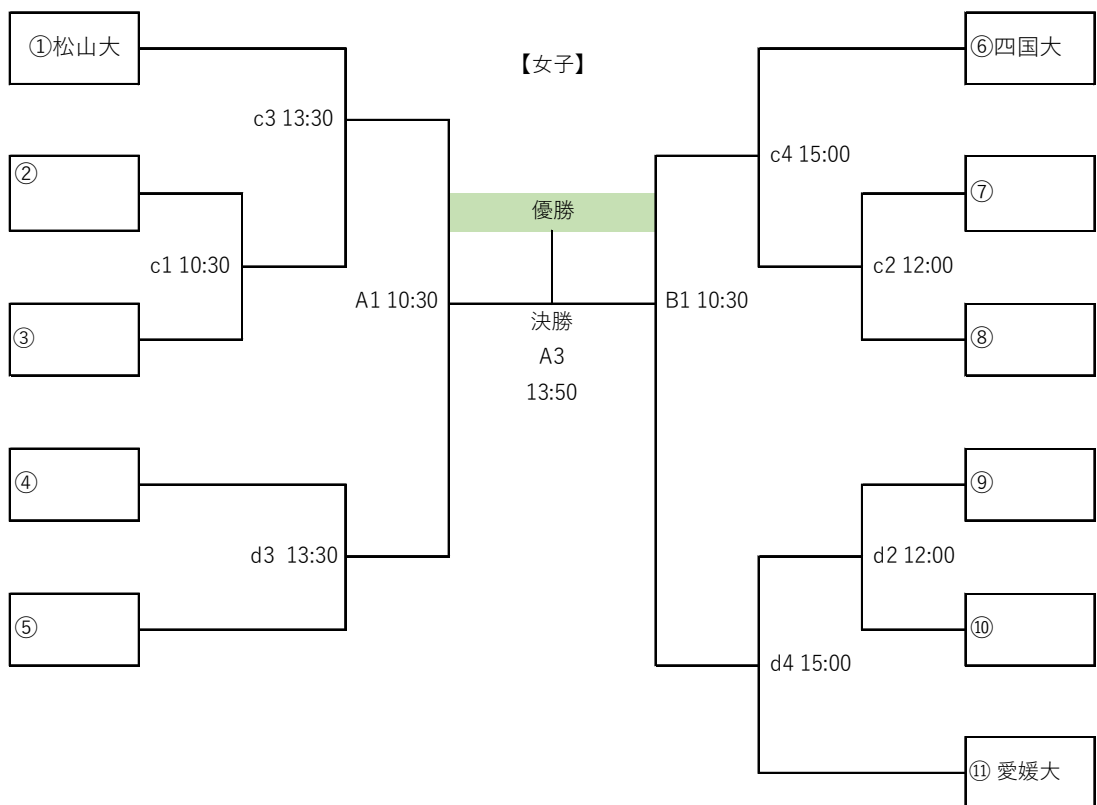 ①松山大
【女子】
⑥四国大
c3 13:30
c4 15:00
②
⑦
優勝
c1 10:30
c2 12:00
A1 10:30
B1 10:30
決勝
③
⑧
A3
13:50
④
⑨
d3 13:30
d2 12:00
⑤
⑩
d4 15:00
⑪ 愛媛大